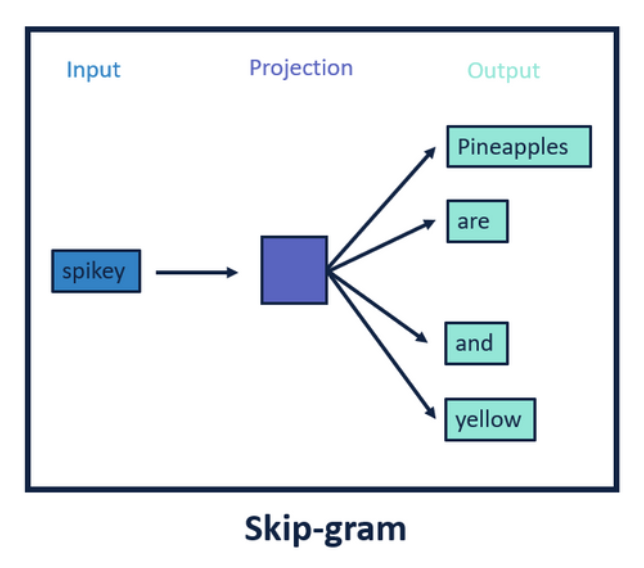 Input Projection Output
Pineapples
are
spikey
and
yellow
Skip-gram